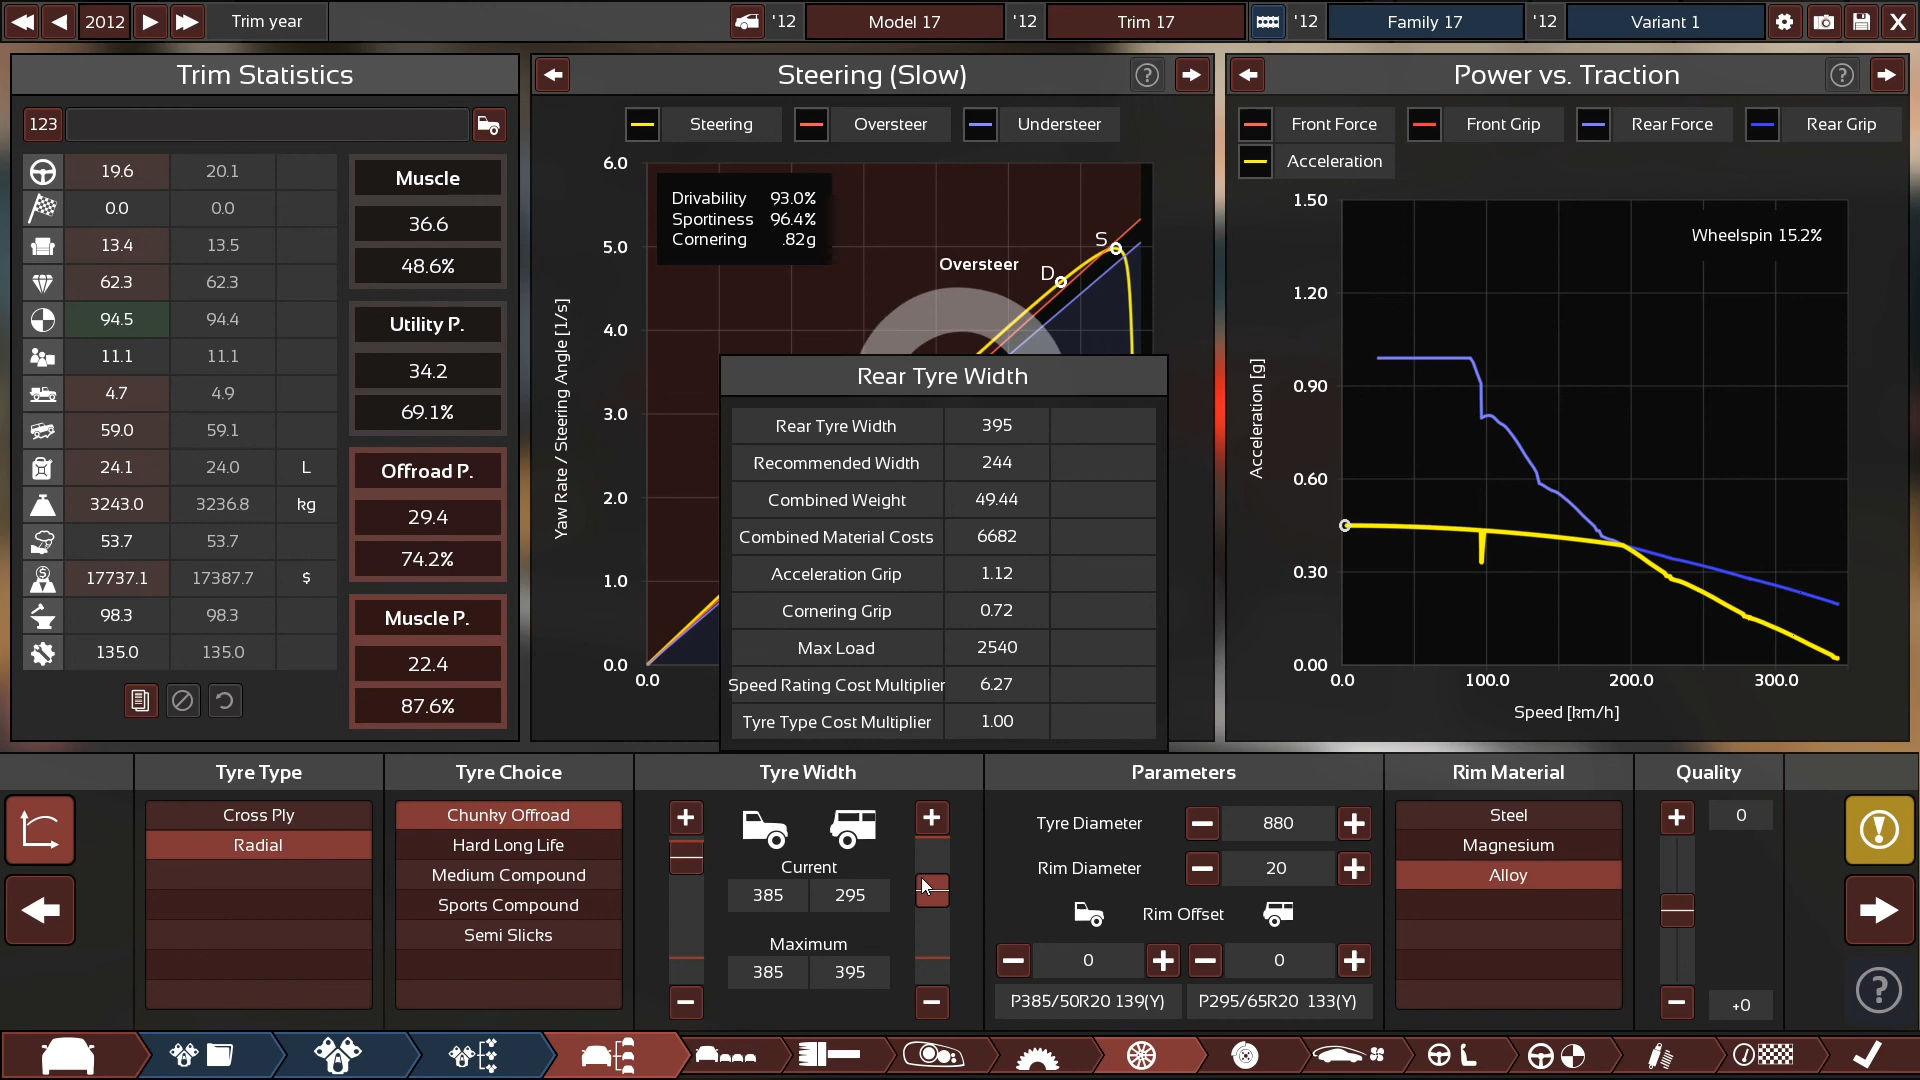 2012
Trim year
'12
Model 17
'12
Trim 17
'12
Family 17
'12
Variant 1
Trim Statistics
123
19.6 20.1
0.0 0.0
13.4 13.5
62.3 62.3
94.5 94.4
11.1 11.1
4.7 4.9
59.0 59.1
24.1 24.0 L
3243.0 3236.8 kg
53.7 53.7
17737.1 17387.7 $
98.3 98.3
135.0 135.0
Muscle
36.6
48.6%
Utility P.
34.2
69.1%
Offroad P.
29.4
74.2%
Muscle P.
22.4
87.6%
Steering (Slow)
?
Steering
Oversteer
Understeer
Drivability 93.0%
Sportiness 96.4%
Cornering .82g
Oversteer
D
S
6.0
5.0
4.0
3.0
2.0
1.0
0.0
0.0
Yaw Rate / Steering Angle [1/s]
Rear Tyre Width
Rear Tyre Width 395
Recommended Width 244
Combined Weight 49.44
Combined Material Costs 6682
Acceleration Grip 1.12
Cornering Grip 0.72
Max Load 2540
Speed Rating Cost Multiplier 6.27
Tyre Type Cost Multiplier 1.00
Power vs. Traction
?
Front Force
Front Grip
Rear Force
Rear Grip
Acceleration
Wheelspin 15.2%
1.50
1.20
0.90
0.60
0.30
0.00
0.0 100.0 200.0 300.0
Acceleration [g]
Speed [km/h]
Tyre Type
Cross Ply
Radial
Tyre Choice
Chunky Offroad
Hard Long Life
Medium Compound
Sports Compound
Semi Slicks
Tyre Width
Current
385 295
Maximum
385 395
Parameters
Tyre Diameter 880
Rim Diameter 20
Rim Offset
0 0
P385/50R20 139(Y) P295/65R20 133(Y)
Rim Material
Steel
Magnesium
Alloy
Quality
0
+0
?